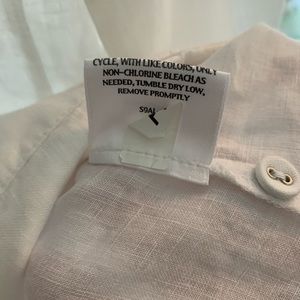 CYCLE, WITH LIKE COLORS, ONLY
NON-CHLORINE BLEACH AS
NEEDED, TUMBLE DRY LOW,
REMOVE PROMPTLY